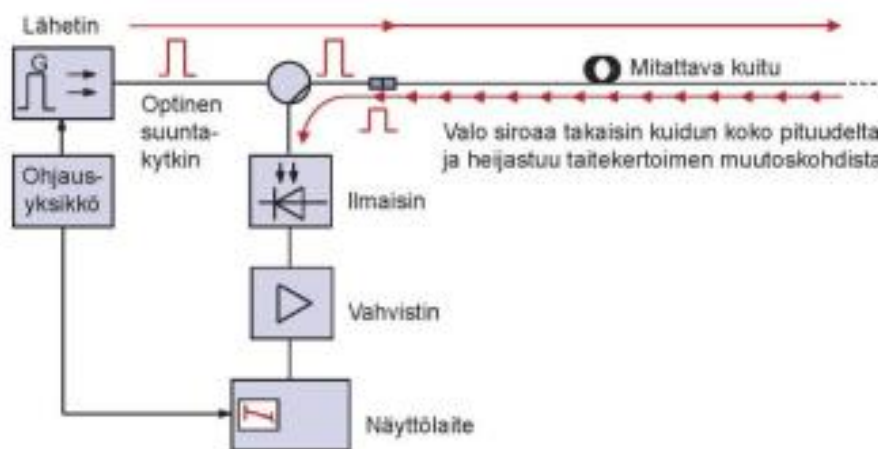 Lähetin
G
Optinen
suunta-
kytkin
Mitattava kuitu
Valo siroaa takaisin kuidun koko pituudelta
ja heijastuu taitekertoimen muutoskohdista
Ohjaus-
yksikkö
Ilmaisin
Vahvistin
Näyttölaite